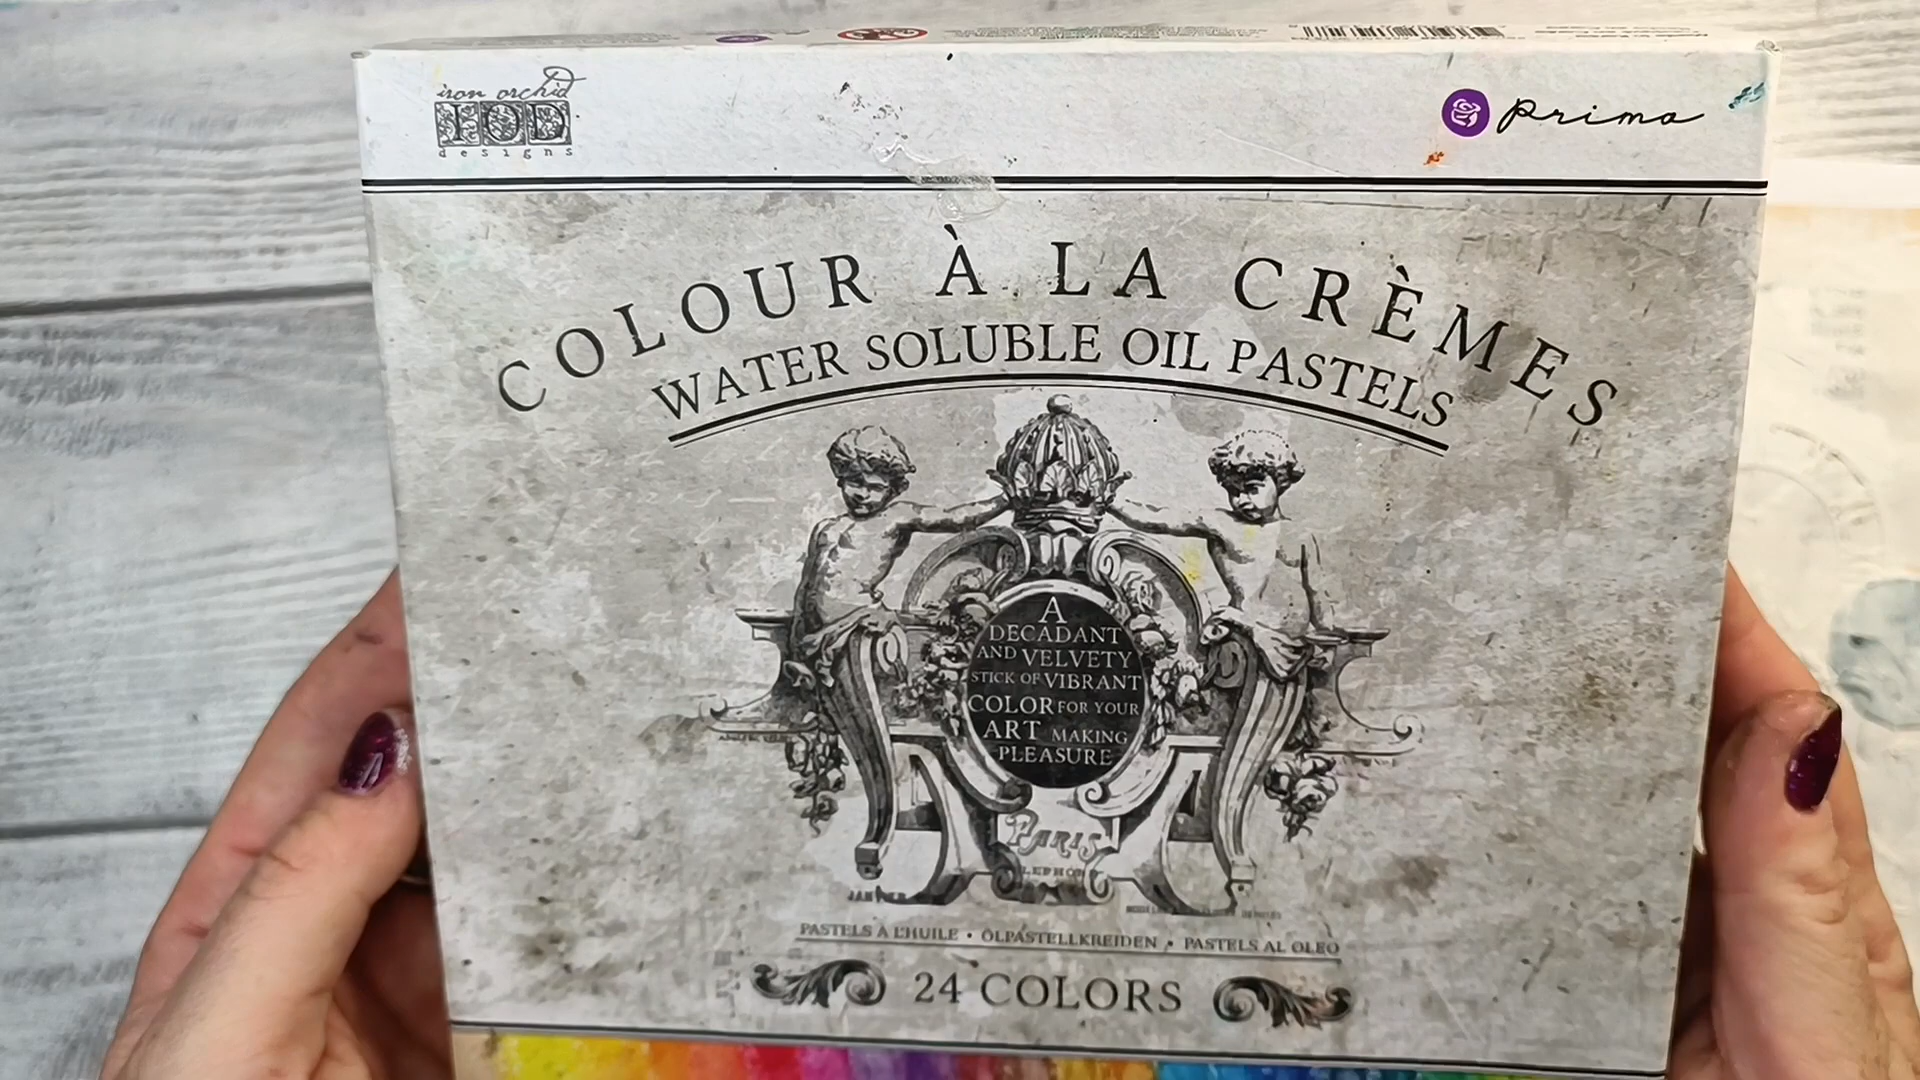 iron orchid
IOD
designs
prima
COLOUR À LA CRÈMES
WATER SOLUBLE OIL PASTELS
A
DECADANT
AND VELVETY
STICK OF VIBRANT
COLOR FOR YOUR
ART MAKING
PLEASURE
PARIS
PASTELS À L'HUILE • ÖLPASTELLKREIDEN • PASTELS AL OLEO
24 COLORS